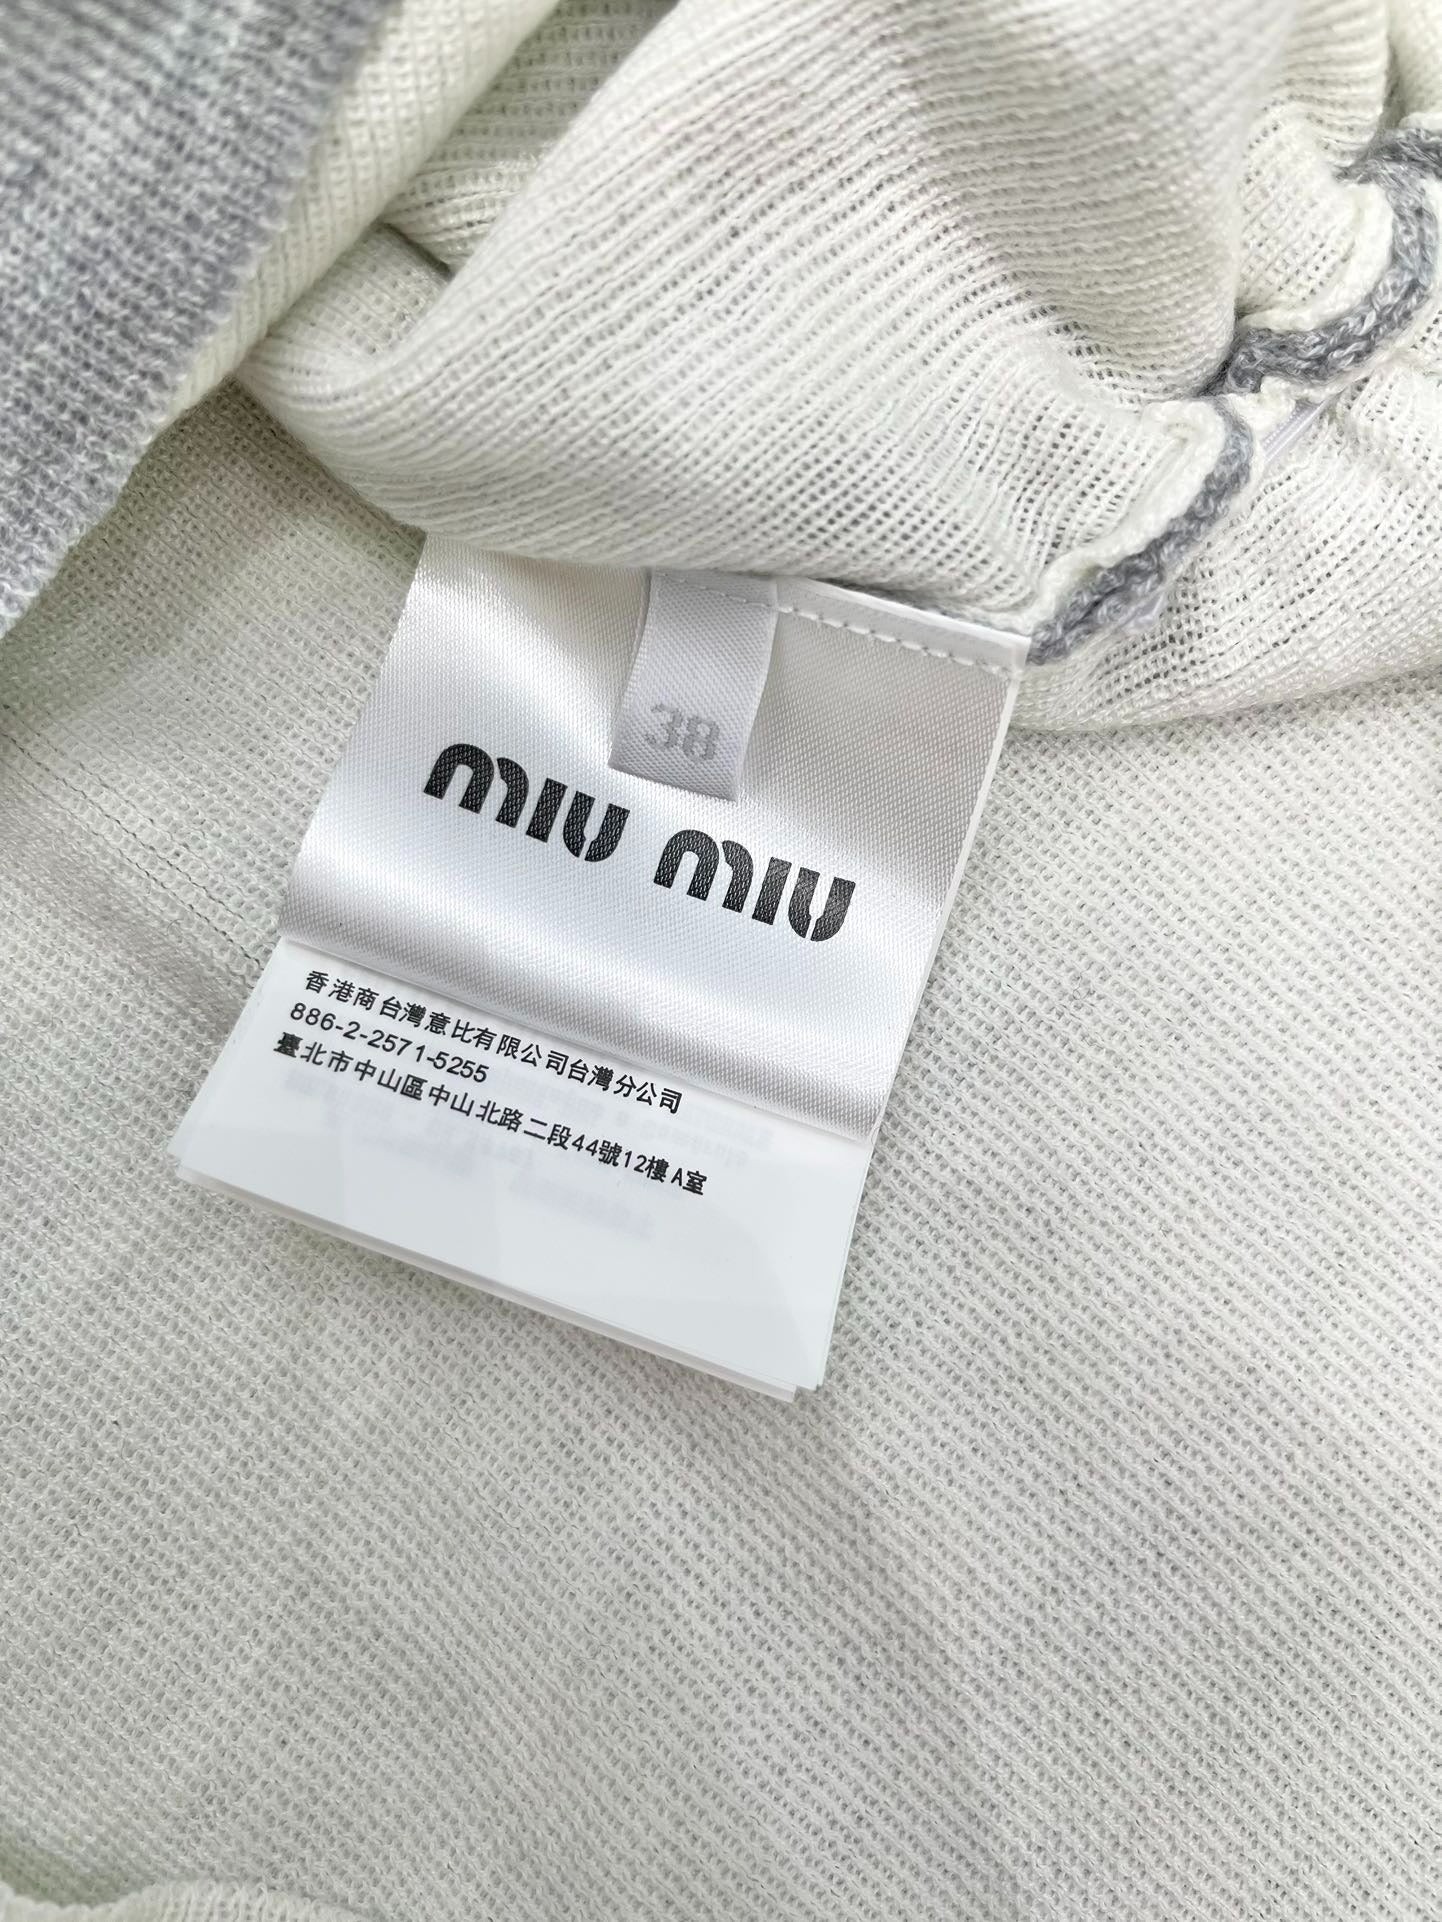 38
miu miu
香港商台灣意比有限公司台灣分公司
886-2-2571-5255
臺北市中山區中山北路二段44號12樓A室